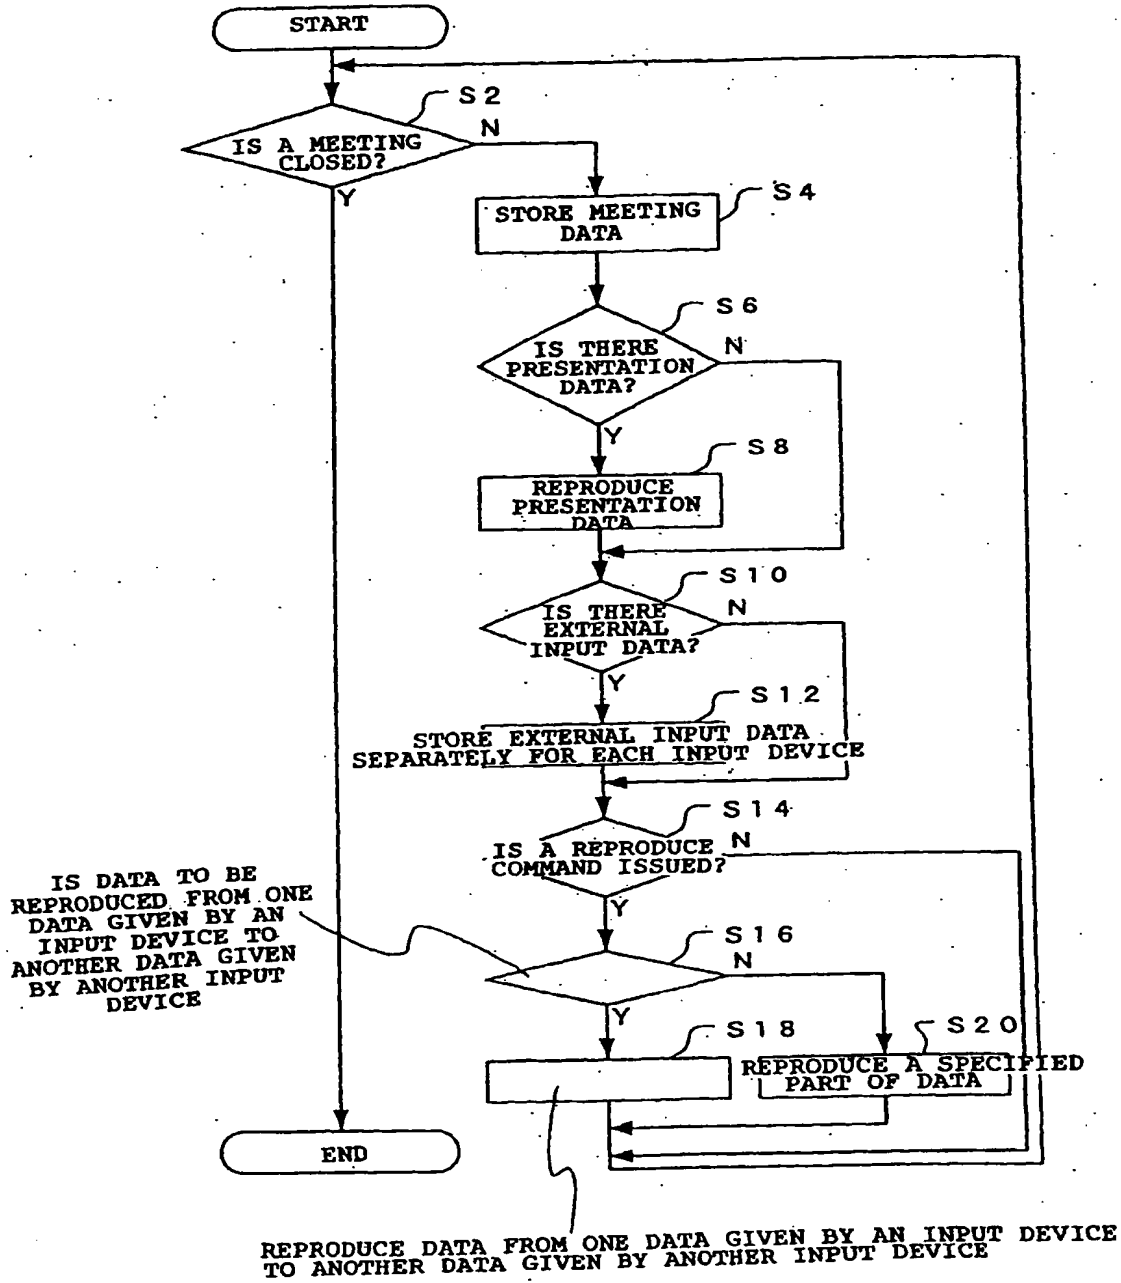 START
S2
IS A MEETING
CLOSED?
N
Y
S4
STORE MEETING
DATA
S6
IS THERE
PRESENTATION
DATA?
N
Y
S8
REPRODUCE
PRESENTATION
DATA
S10
IS THERE
EXTERNAL
INPUT DATA?
N
Y
S12
STORE EXTERNAL INPUT DATA
SEPARATELY FOR EACH INPUT DEVICE
S14
IS A REPRODUCE
COMMAND ISSUED?
N
Y
IS DATA TO BE
REPRODUCED FROM ONE
DATA GIVEN BY AN
INPUT DEVICE TO
ANOTHER DATA GIVEN
BY ANOTHER INPUT
DEVICE
S16
N
Y
S18
S20
REPRODUCE A SPECIFIED
PART OF DATA
END
REPRODUCE DATA FROM ONE DATA GIVEN BY AN INPUT DEVICE
TO ANOTHER DATA GIVEN BY ANOTHER INPUT DEVICE